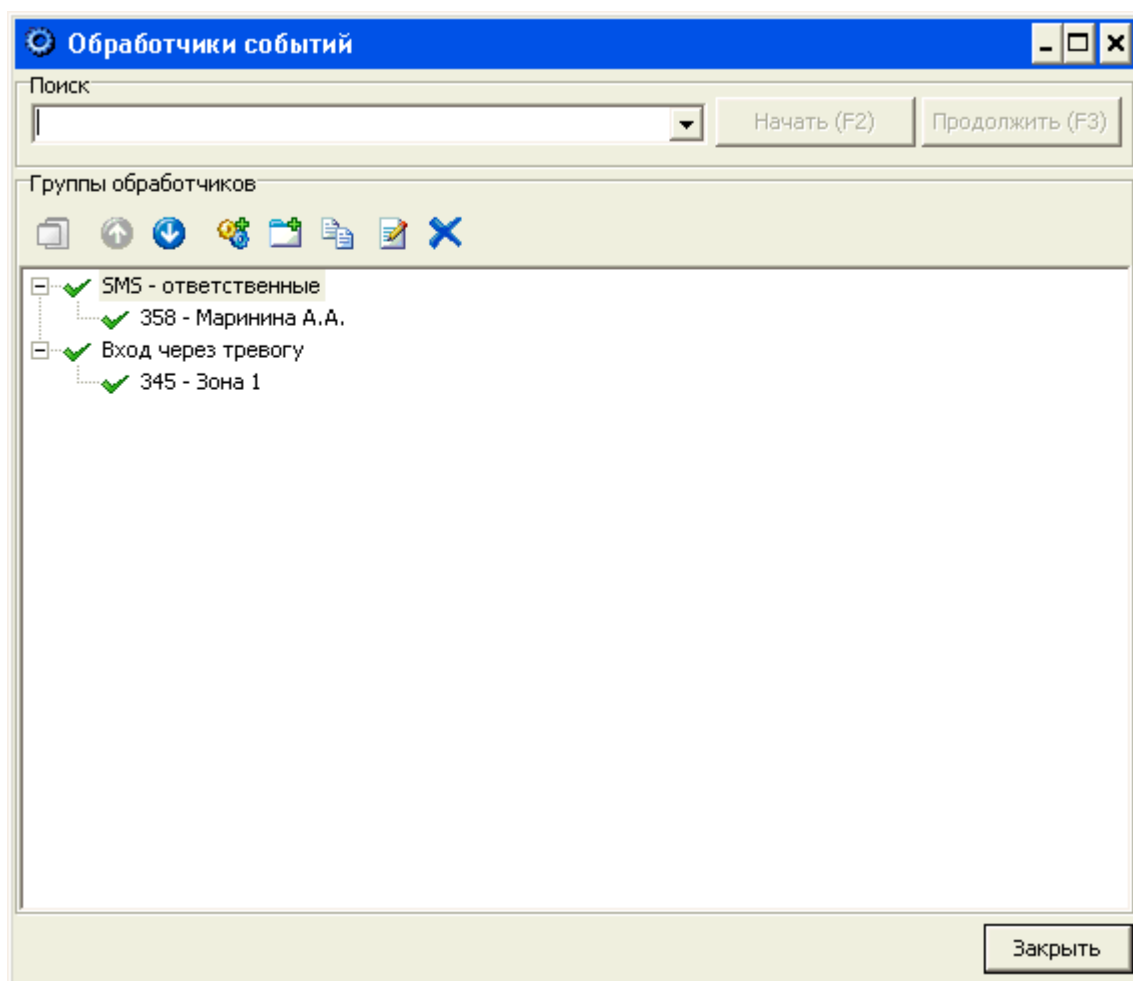 Обработчики событий
Поиск
Начать (F2) Продолжить (F3)
Группы обработчиков
SMS - ответственные
358 - Маринина А.А.
Вход через тревогу
345 - Зона 1
Закрыть